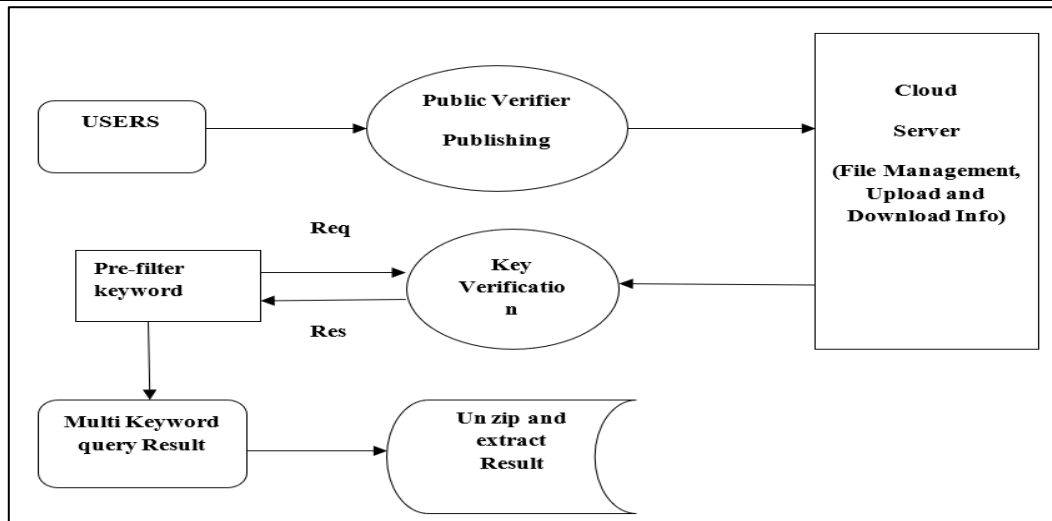 USERS
Public Verifier
Publishing
Cloud
Server
(File Management,
Upload and
Download Info)
Req
Pre-filter
keyword
Key
Verificatio
n
Res
Multi Keyword
query Result
Un zip and
extract
Result